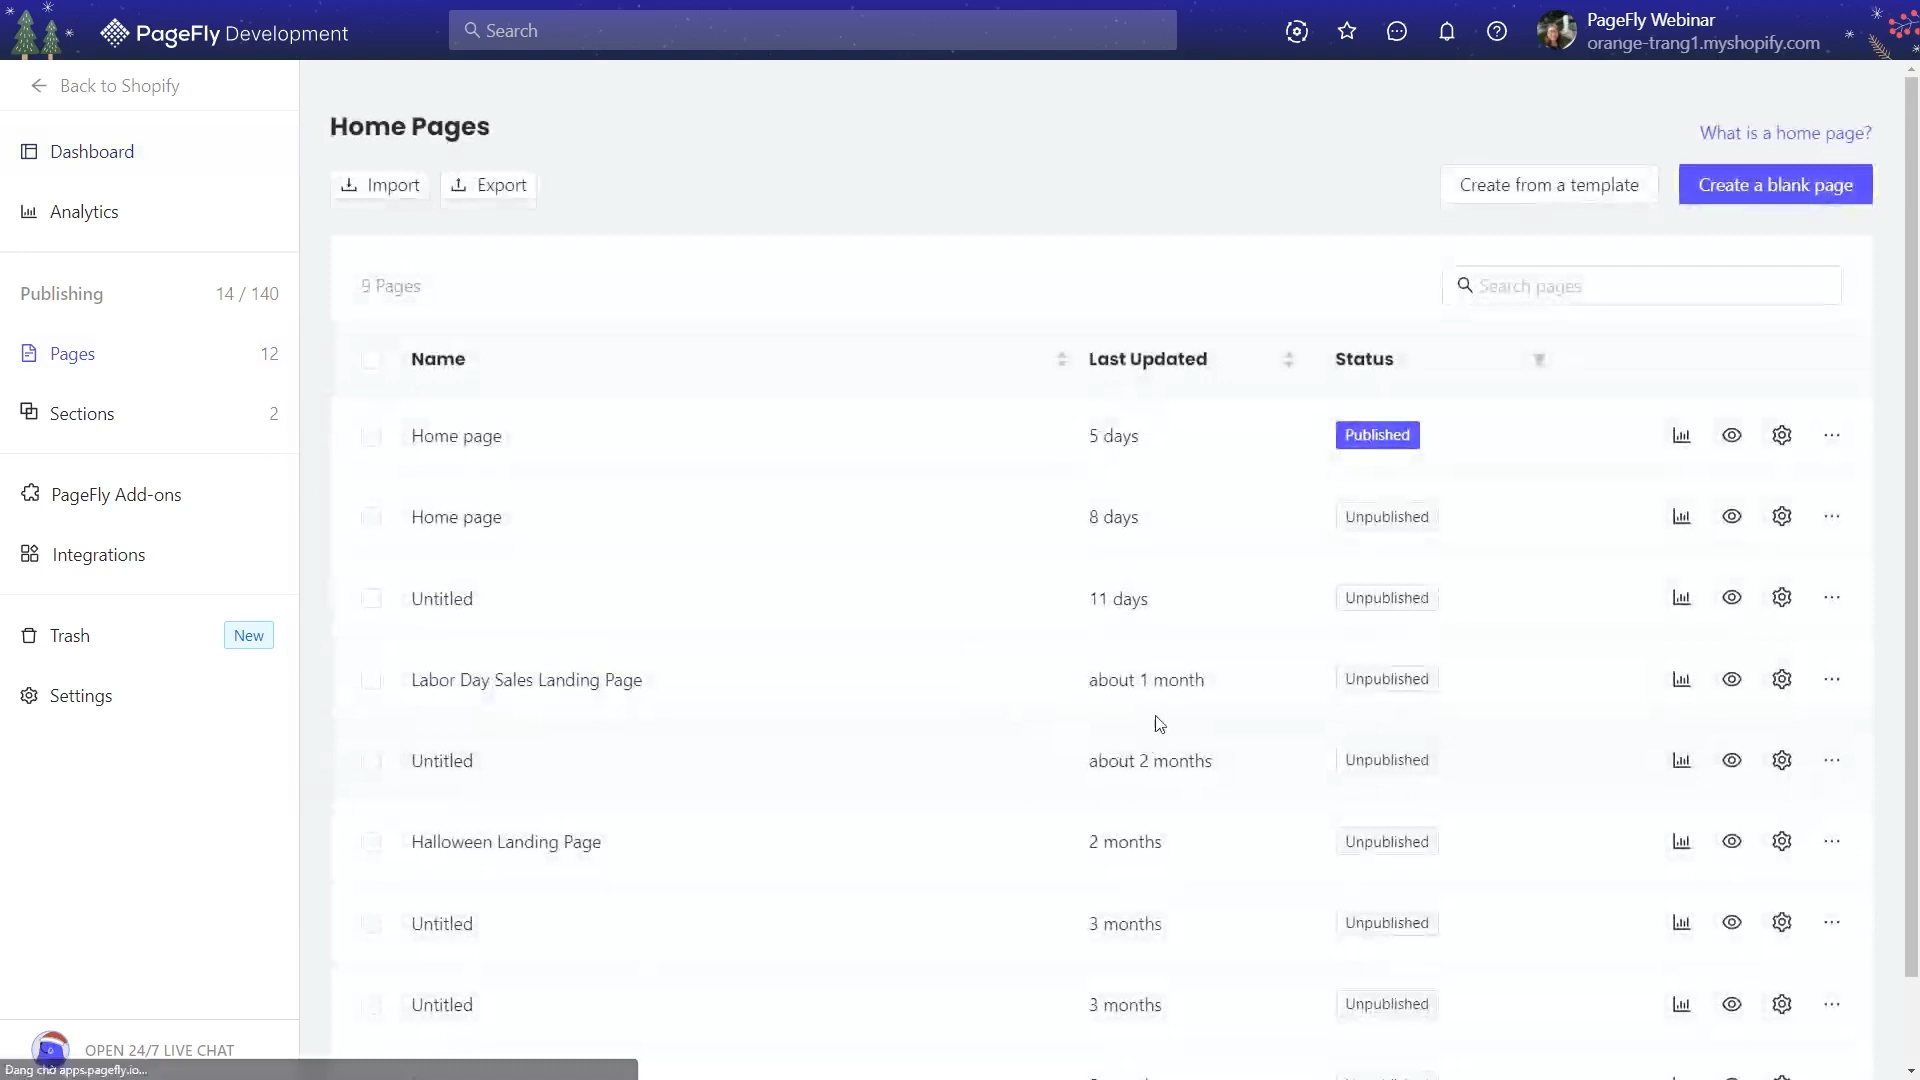 PageFly Development
Search
PageFly Webinar
orange-trang1.myshopify.com
Back to Shopify
Dashboard
Analytics
Publishing 14 / 140
Pages 12
Sections 2
PageFly Add-ons
Integrations
Trash New
Settings
OPEN 24/7 LIVE CHAT
Đang chờ apps.pagefly.io...
Home Pages
What is a home page?
Import Export
Create from a template Create a blank page
9 Pages
Search pages
Name Last Updated Status
Home page 5 days Published
Home page 8 days Unpublished
Untitled 11 days Unpublished
Labor Day Sales Landing Page about 1 month Unpublished
Untitled about 2 months Unpublished
Halloween Landing Page 2 months Unpublished
Untitled 3 months Unpublished
Untitled 3 months Unpublished